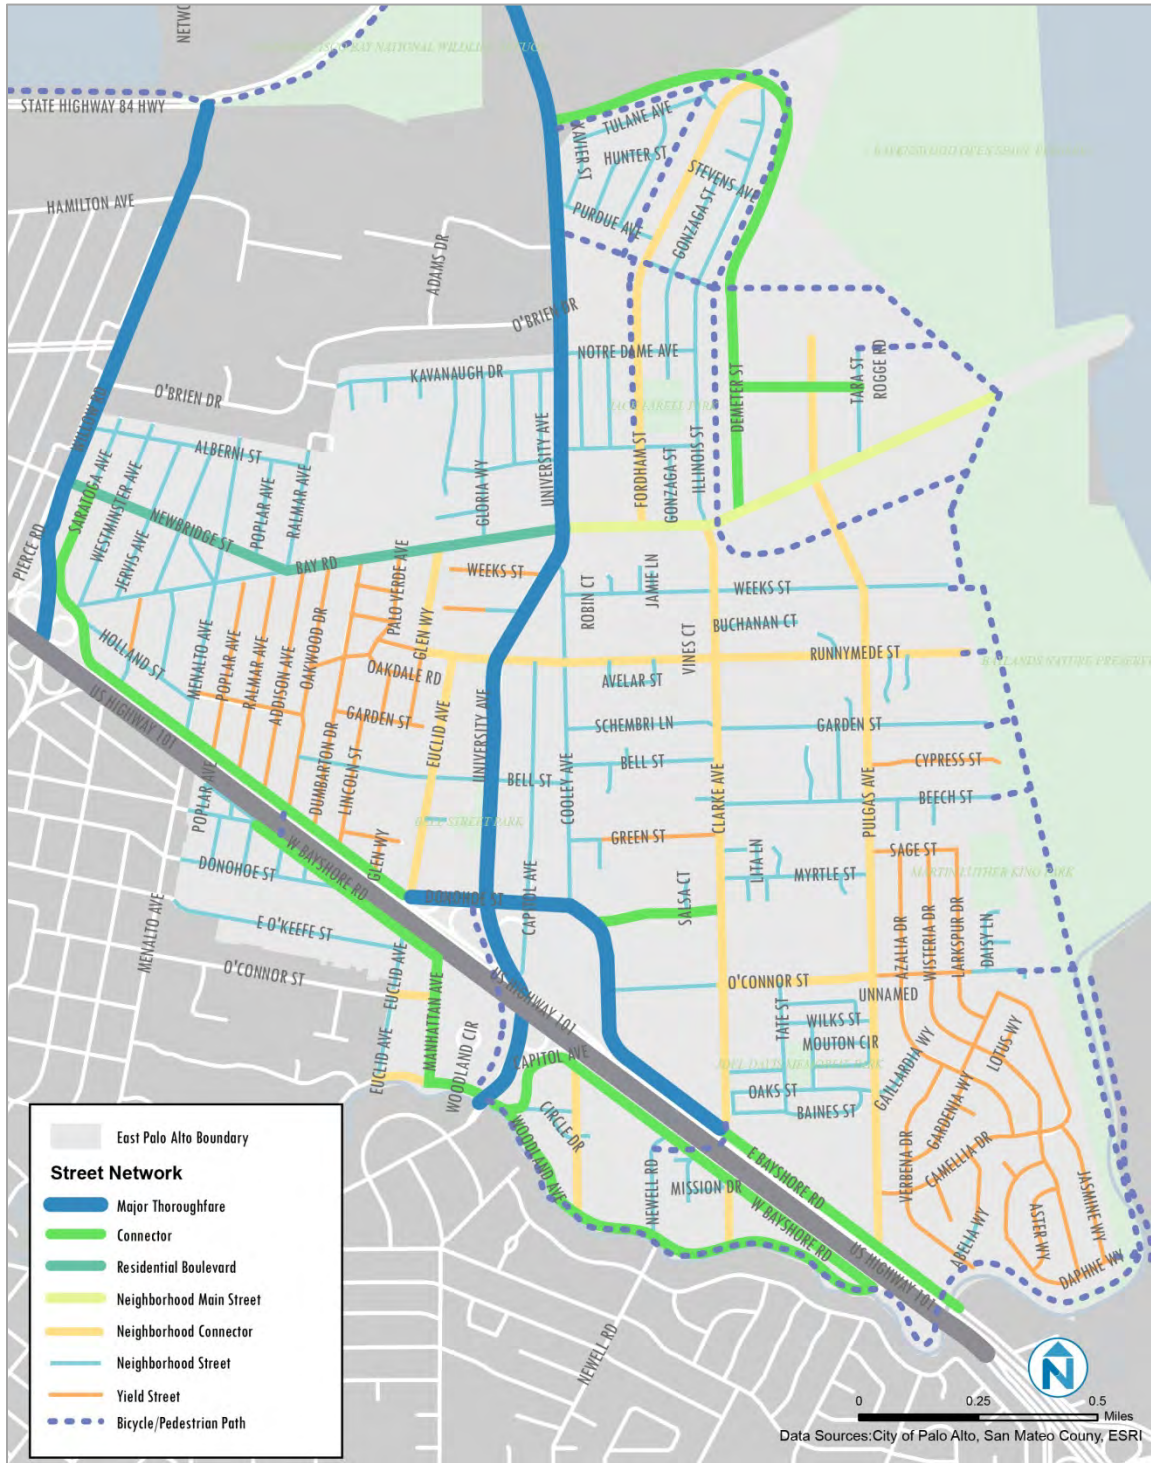 NETWO
STATE HIGHWAY 84 HWY
TULANE AVE
XAVIER ST
HUNTER ST
STEVENS AVE
PURDUE AVE
GONZAGA ST
HAMILTON AVE
ADAMS DR
O'BRIEN DR
NOTRE DAME AVE
KAVANAUGH DR
O'BRIEN DR
DEMETER ST
TARA ST
ROGGE RD
WILLOW RD
SARATOGA AVE
WESTMINSTER AVE
ALBERNI ST
POPLAR AVE
RALMAR AVE
GLORIA WY
UNIVERSITY AVE
FORDHAM ST
GONZAGA ST
ILLINOIS ST
NEWBRIDGE ST
JERVIS AVE
PIERCE RD
BAY RD
PALO VERDE AVE
GLEN WY
WEEKS ST
ROBIN CT
JAMIE LN
WEEKS ST
BUCHANAN CT
HOLLAND ST
MENALTO AVE
POPLAR AVE
RALMAR AVE
ADDISON AVE
OAKWOOD DR
OAKDALE RD
VINES CT
RUNNYMEDE ST
AVELAR ST
US HIGHWAY 101
GARDEN ST
EUCLID AVE
UNIVERSITY AVE
SCHEMBRI LN
GARDEN ST
DUMBARTON DR
LINCOLN ST
BELL ST
COOLEY AVE
BELL ST
CLARKE AVE
PULGAS AVE
CYPRESS ST
BEECH ST
POPLAR AVE
GLEN WY
GREEN ST
LITA LN
SAGE ST
MARTIN LUTHER KING PARK
DONOHOE ST
W BAYSHORE RD
DONOHOE ST
CAPITOL AVE
SALSA CT
MYRTLE ST
AZALIA DR
WISTERIA DR
LARKSPUR DR
DAISY LN
MENALTO AVE
E O'KEEFE ST
O'CONNOR ST
EUCLID AVE
MANHATTAN AVE
US HIGHWAY 101
O'CONNOR ST
UNNAMED
TATE ST
WILKS ST
MOUTON CIR
EUCLID AVE
WOODLAND CIR
CAPITOL AVE
OAKS ST
BAINES ST
GAILLARDIA WY
LOTUS WY
GARDENIA WY
CIRCLE DR
WOODLAND AVE
E BAYSHORE RD
VERBENA DR
CAMELLIA DR
NEWELL RD
MISSION DR
W BAYSHORE RD
US HIGHWAY 101
ABELIA WY
ASTER WY
JASMINE WY
DAPHNE WY
NEWELL RD
East Palo Alto Boundary
Street Network
Major Thoroughfare
Connector
Residential Boulevard
Neighborhood Main Street
Neighborhood Connector
Neighborhood Street
Yield Street
Bicycle/Pedestrian Path
N
0 0.25 0.5
Miles
Data Sources:City of Palo Alto, San Mateo Couny, ESRI